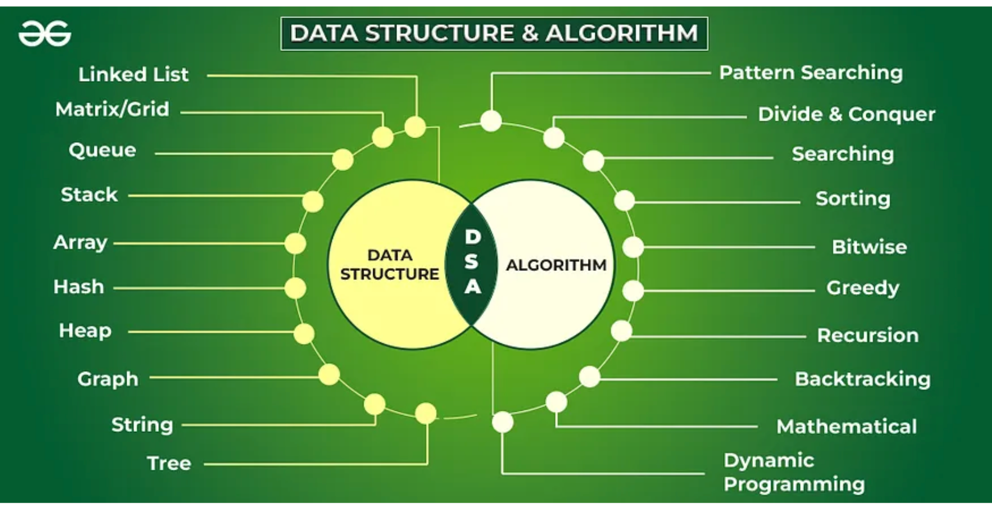 DATA STRUCTURE & ALGORITHM
Linked List
Matrix/Grid
Queue
Stack
Array
Hash
Heap
Graph
String
Tree
DATA
STRUCTURE
D
S
A
ALGORITHM
Pattern Searching
Divide & Conquer
Searching
Sorting
Bitwise
Greedy
Recursion
Backtracking
Mathematical
Dynamic
Programming